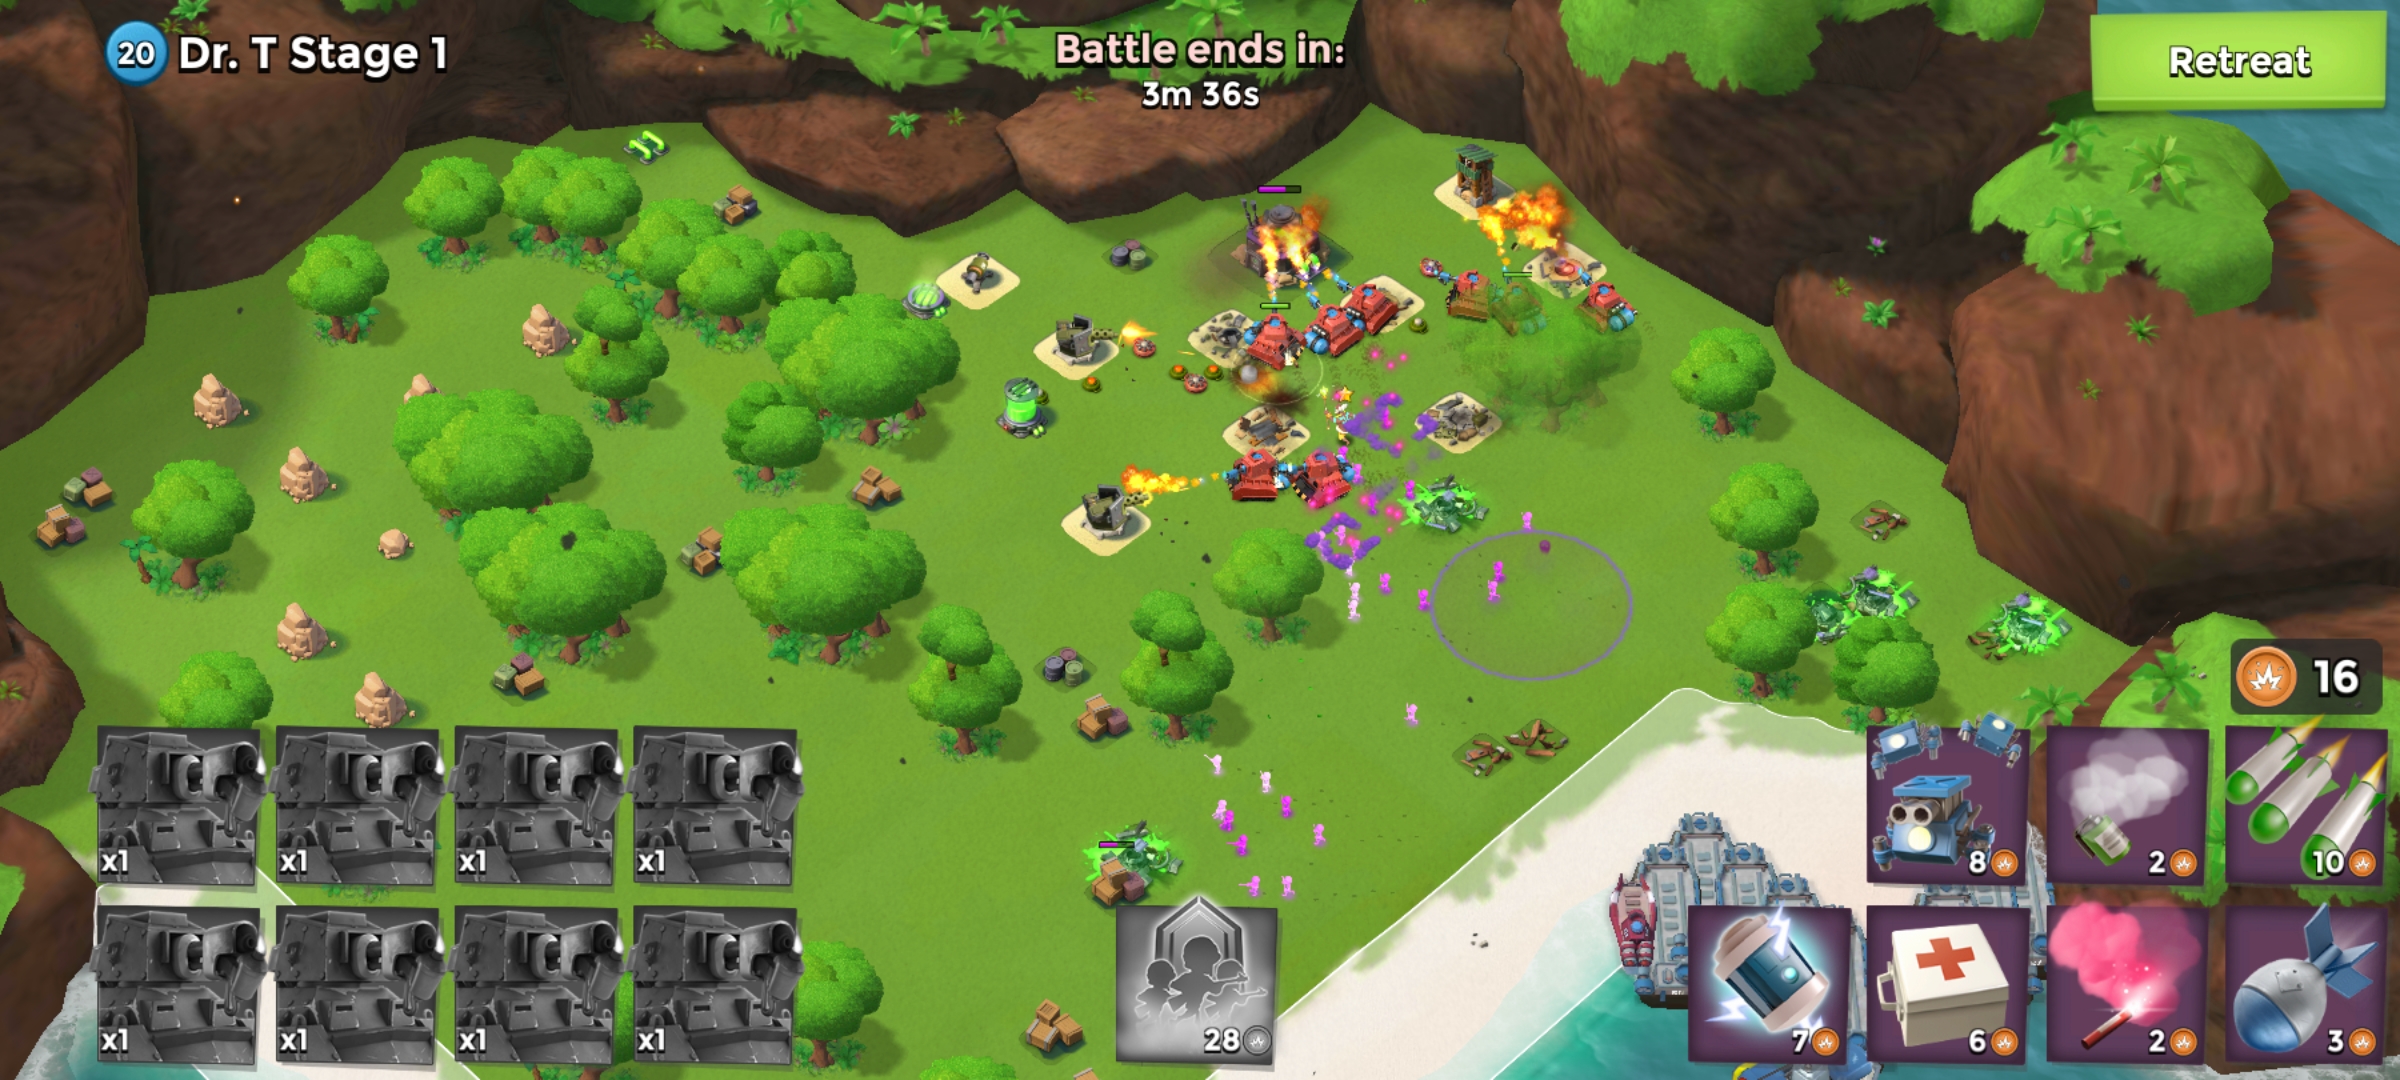 20 Dr. T Stage 1
Battle ends in:
3m 36s
Retreat
16
x1 x1 x1 x1
8 2 10
x1 x1 x1 x1
28
7 6 2 3